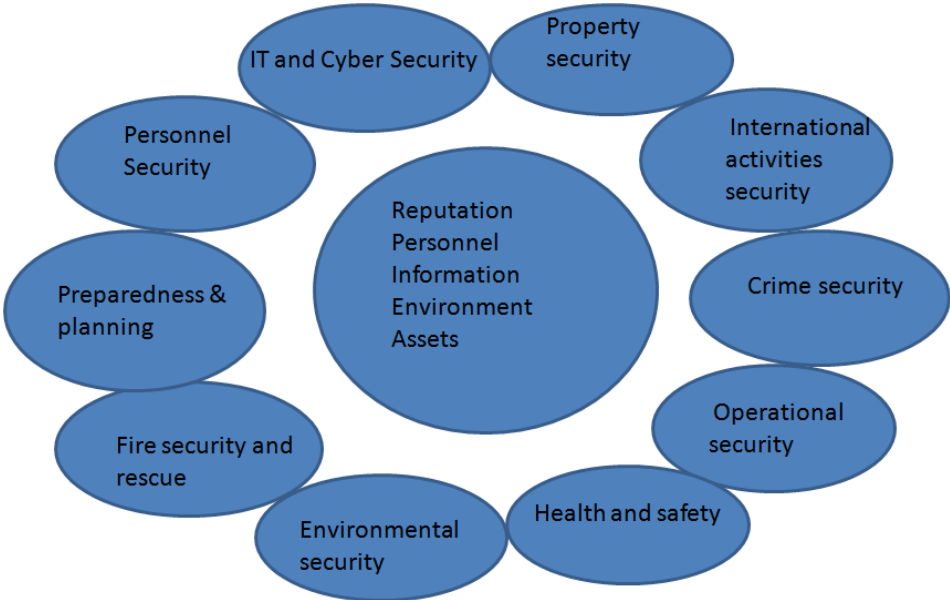 IT and Cyber Security
Property
security
International
activities
security
Crime security
Operational
security
Health and safety
Environmental
security
Fire security and
rescue
Preparedness &
planning
Personnel
Security
Reputation
Personnel
Information
Environment
Assets